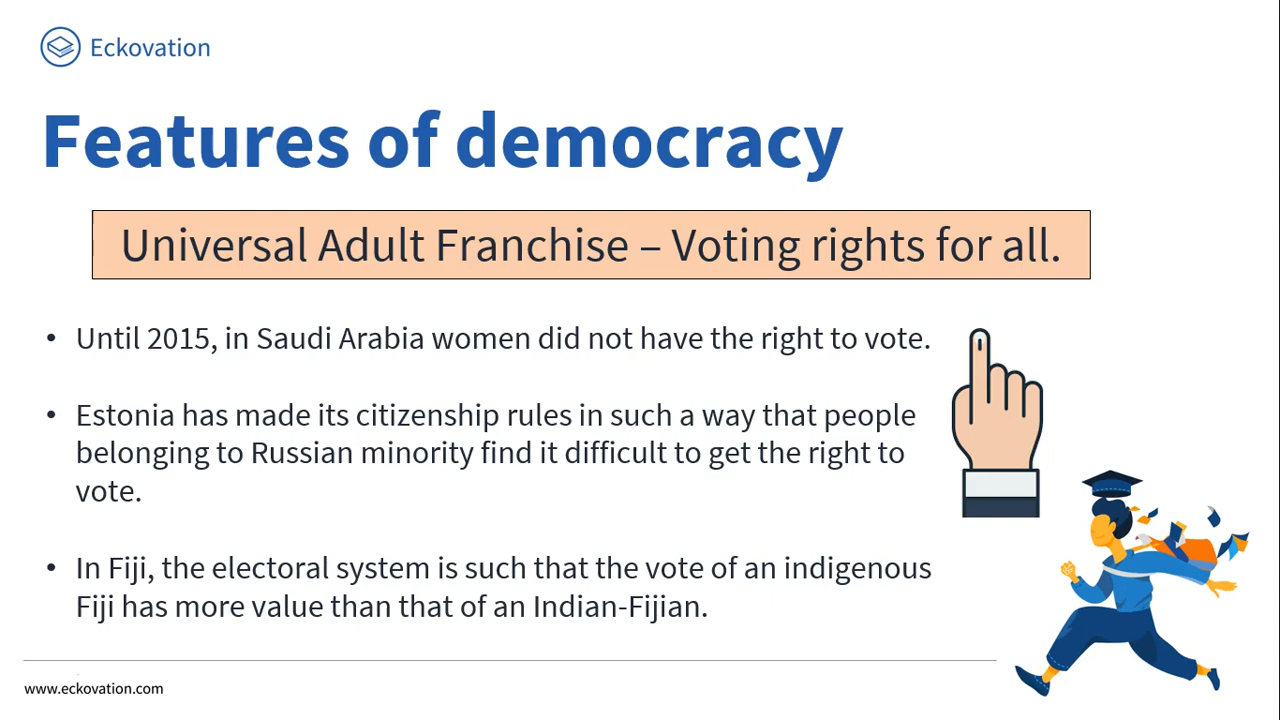 Eckovation
Features of democracy
Universal Adult Franchise – Voting rights for all.
• Until 2015, in Saudi Arabia women did not have the right to vote.
• Estonia has made its citizenship rules in such a way that people
belonging to Russian minority find it difficult to get the right to
vote.
• In Fiji, the electoral system is such that the vote of an indigenous
Fiji has more value than that of an Indian-Fijian.
www.eckovation.com